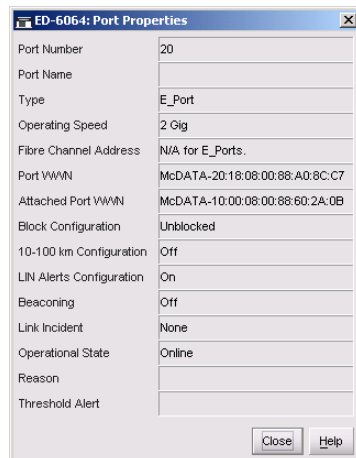 ED-6064: Port Properties
Port Number 20
Port Name
Type E_Port
Operating Speed 2 Gig
Fibre Channel Address N/A for E_Ports.
Port WWN McDATA-20:18:08:00:88:A0:8C:C7
Attached Port WWN McDATA-10:00:08:00:88:60:2A:0B
Block Configuration Unblocked
10-100 km Configuration Off
LIN Alerts Configuration On
Beaconing Off
Link Incident None
Operational State Online
Reason
Threshold Alert
Close Help